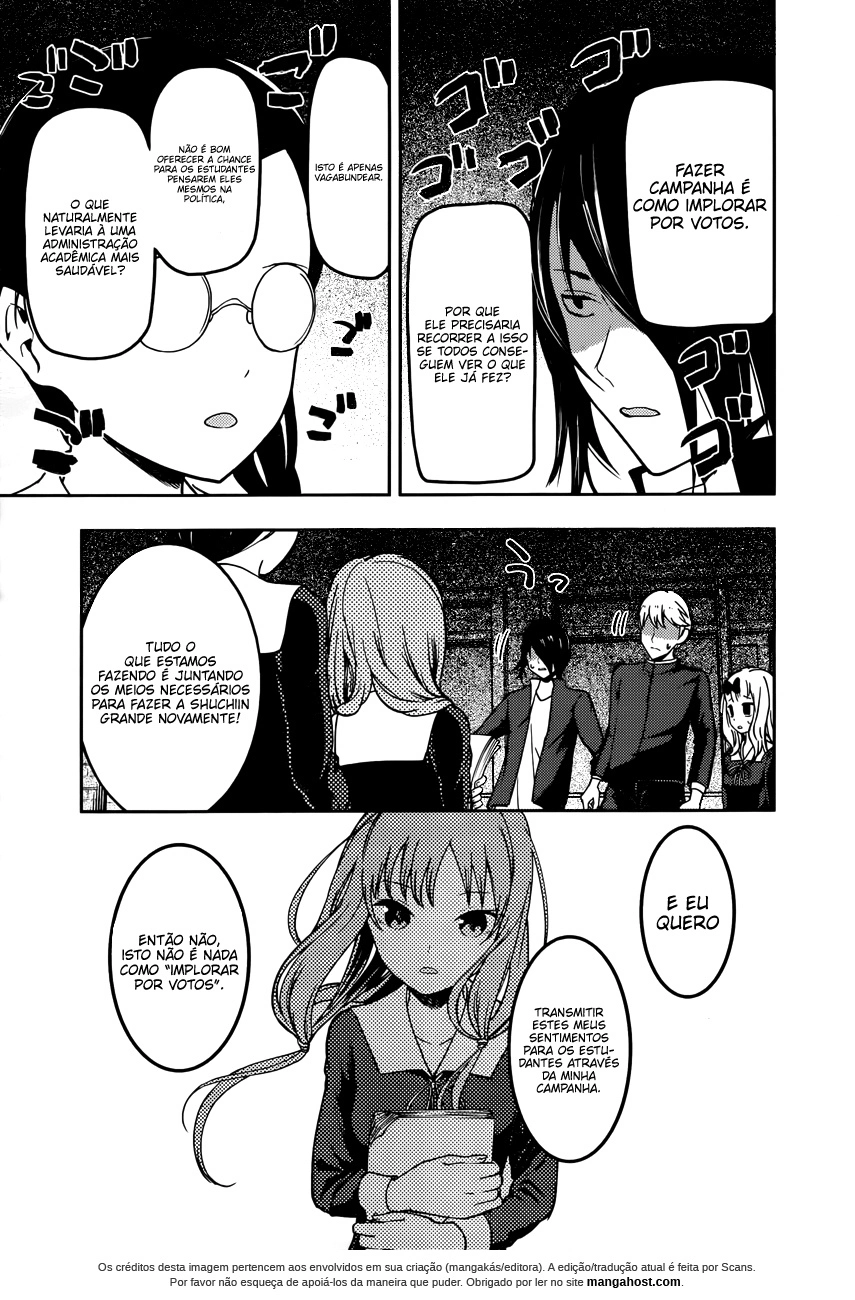 FAZER
CAMPANHA É
COMO IMPLORAR
POR VOTOS.
POR QUE
ELE PRECISARIA
RECORRER A ISSO
SE TODOS CONSE-
GUEM VER O QUE
ELE JÁ FEZ?
ゴゴ
ゴゴ
ゴゴ
ISTO É APENAS
VAGABUNDEAR.
NÃO É BOM
OFERECER A CHANCE
PARA OS ESTUDANTES
PENSAREM ELES
MESMOS NA
POLÍTICA,
O QUE
NATURALMENTE
LEVARIA À UMA
ADMINISTRAÇÃO
ACADÊMICA MAIS
SAUDÁVEL?
TUDO O
QUE ESTAMOS
FAZENDO É JUNTANDO
OS MEIOS NECESSÁRIOS
PARA FAZER A SHUCHIIN
GRANDE NOVAMENTE!
E EU
QUERO
TRANSMITIR
ESTES MEUS
SENTIMENTOS
PARA OS ESTU-
DANTES ATRAVÉS
DA MINHA
CAMPANHA.
ENTÃO NÃO,
ISTO NÃO É NADA
COMO “IMPLORAR
POR VOTOS”.
Os créditos desta imagem pertencem aos envolvidos em sua criação (mangakás/editora). A edição/tradução atual é feita por Scans.
Por favor não esqueça de apoiá-los da maneira que puder. Obrigado por ler no site mangahost.com.